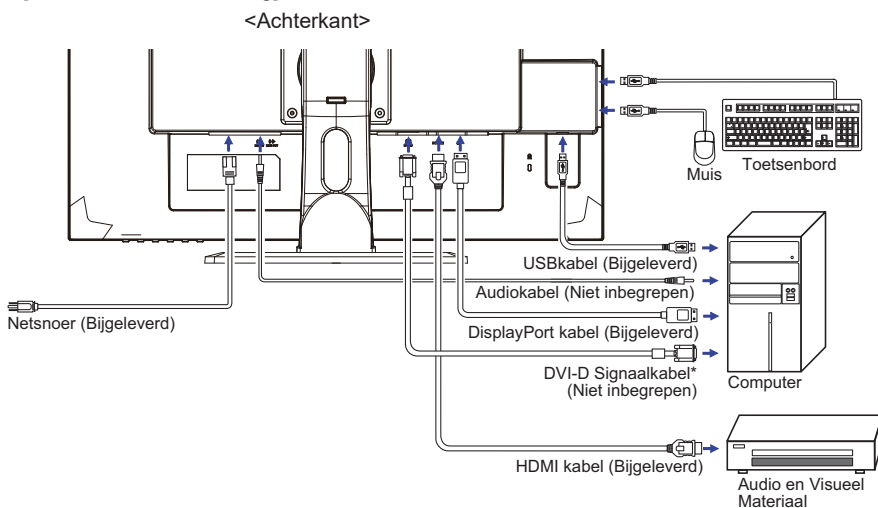 <Achterkant>
Muis
Toetsenbord
USBkabel (Bijgeleverd)
Audiokabel (Niet inbegrepen)
Netsnoer (Bijgeleverd)
DisplayPort kabel (Bijgeleverd)
DVI-D Signaalkabel*
(Niet inbegrepen)
Computer
HDMI kabel (Bijgeleverd)
Audio en Visueel
Materiaal